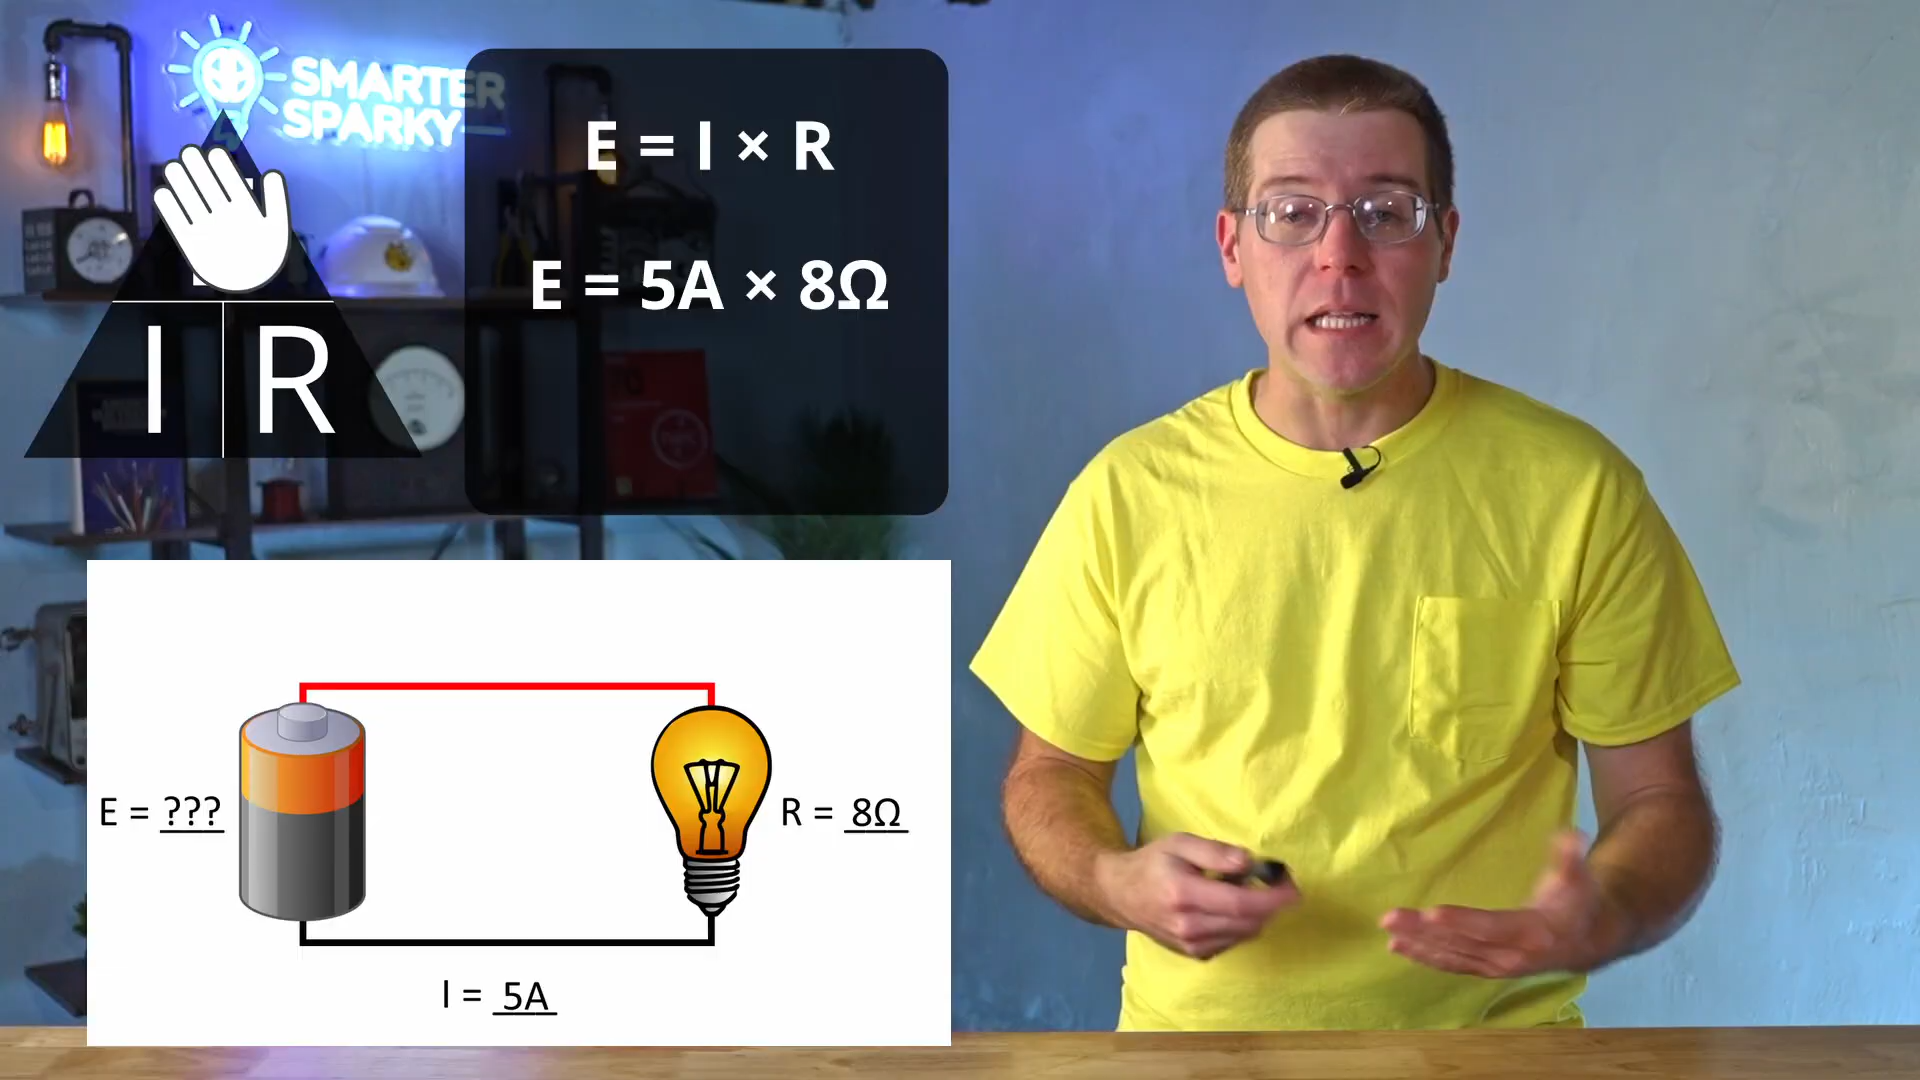 SMARTER
SPARKY
E = I × R
E = 5A × 8Ω
I R
E = ???
R = 8Ω
I = 5A